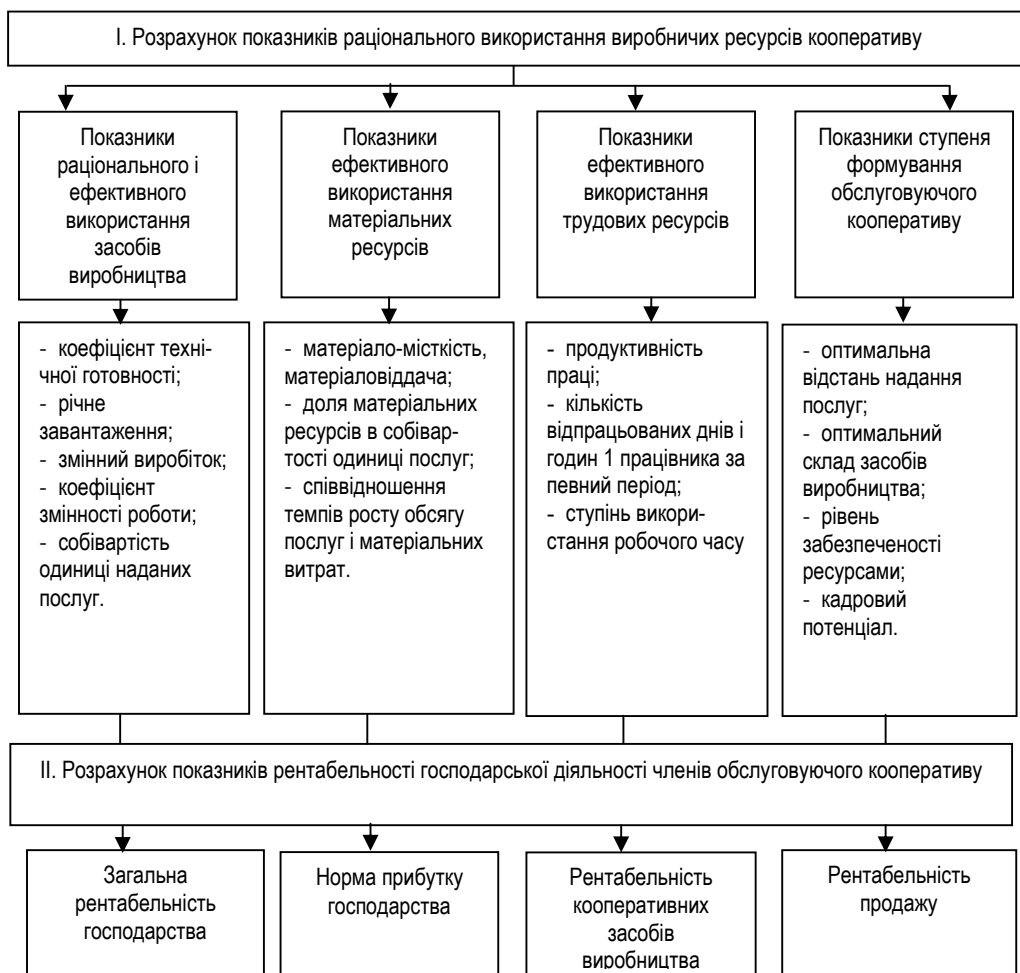 I. Розрахунок показників раціонального використання виробничих ресурсів кооперативу
Показники
раціонального і
ефективного
використання
засобів
виробництва
Показники
ефективного
використання
матеріальних
ресурсів
Показники
ефективного
використання
трудових ресурсів
Показники ступеня
формування
обслуговуючого
кооперативу
- коефіцієнт техні-
чної готовності;
- річне
завантаження;
- змінний виробіток;
- коефіцієнт
змінності роботи;
- собівартість
одиниці наданих
послуг.
- матеріало-місткість,
матеріаловіддача;
- доля матеріальних
ресурсів в собівар-
тості одиниці послуг;
- співвідношення
темпів росту обсягу
послуг і матеріальних
витрат.
- продуктивність
праці;
- кількість
відпрацьованих днів і
годин 1 працівника за
певний період;
- ступінь викори-
стання робочого часу
- оптимальна
відстань надання
послуг;
- оптимальний
склад засобів
виробництва;
- рівень
забезпеченості
ресурсами;
- кадровий
потенціал.
II. Розрахунок показників рентабельності господарської діяльності членів обслуговуючого кооперативу
Загальна
рентабельність
господарства
Норма прибутку
господарства
Рентабельність
кооперативних
засобів
виробництва
Рентабельність
продажу